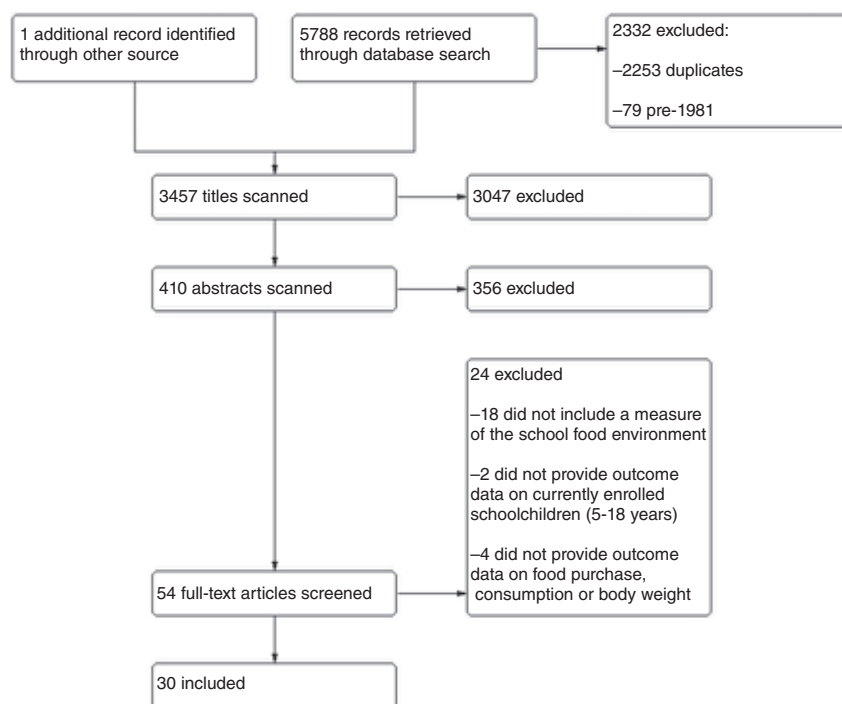 1 additional record identified
through other source
5788 records retrieved
through database search
2332 excluded:
–2253 duplicates
–79 pre-1981
3457 titles scanned
3047 excluded
410 abstracts scanned
356 excluded
24 excluded
–18 did not include a measure
of the school food environment
–2 did not provide outcome
data on currently enrolled
schoolchildren (5-18 years)
–4 did not provide outcome
data on food purchase,
consumption or body weight
54 full-text articles screened
30 included